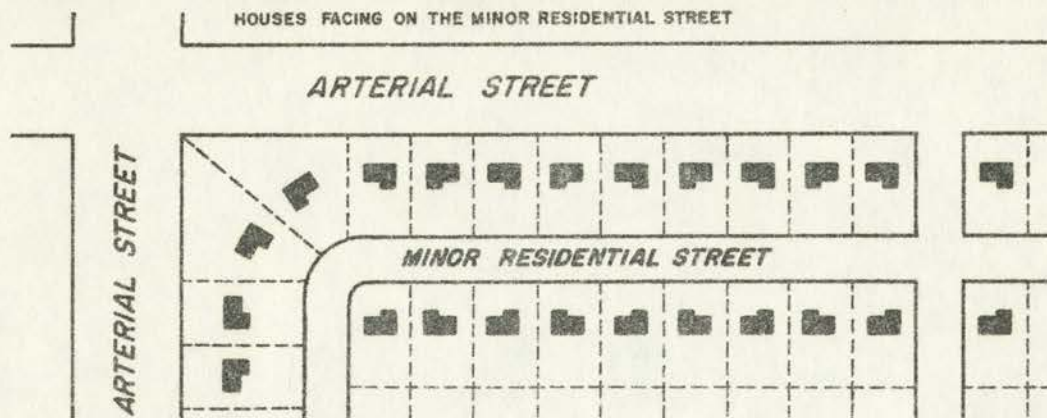 HOUSES FACING ON THE MINOR RESIDENTIAL STREET
ARTERIAL STREET
ARTERIAL STREET
MINOR RESIDENTIAL STREET